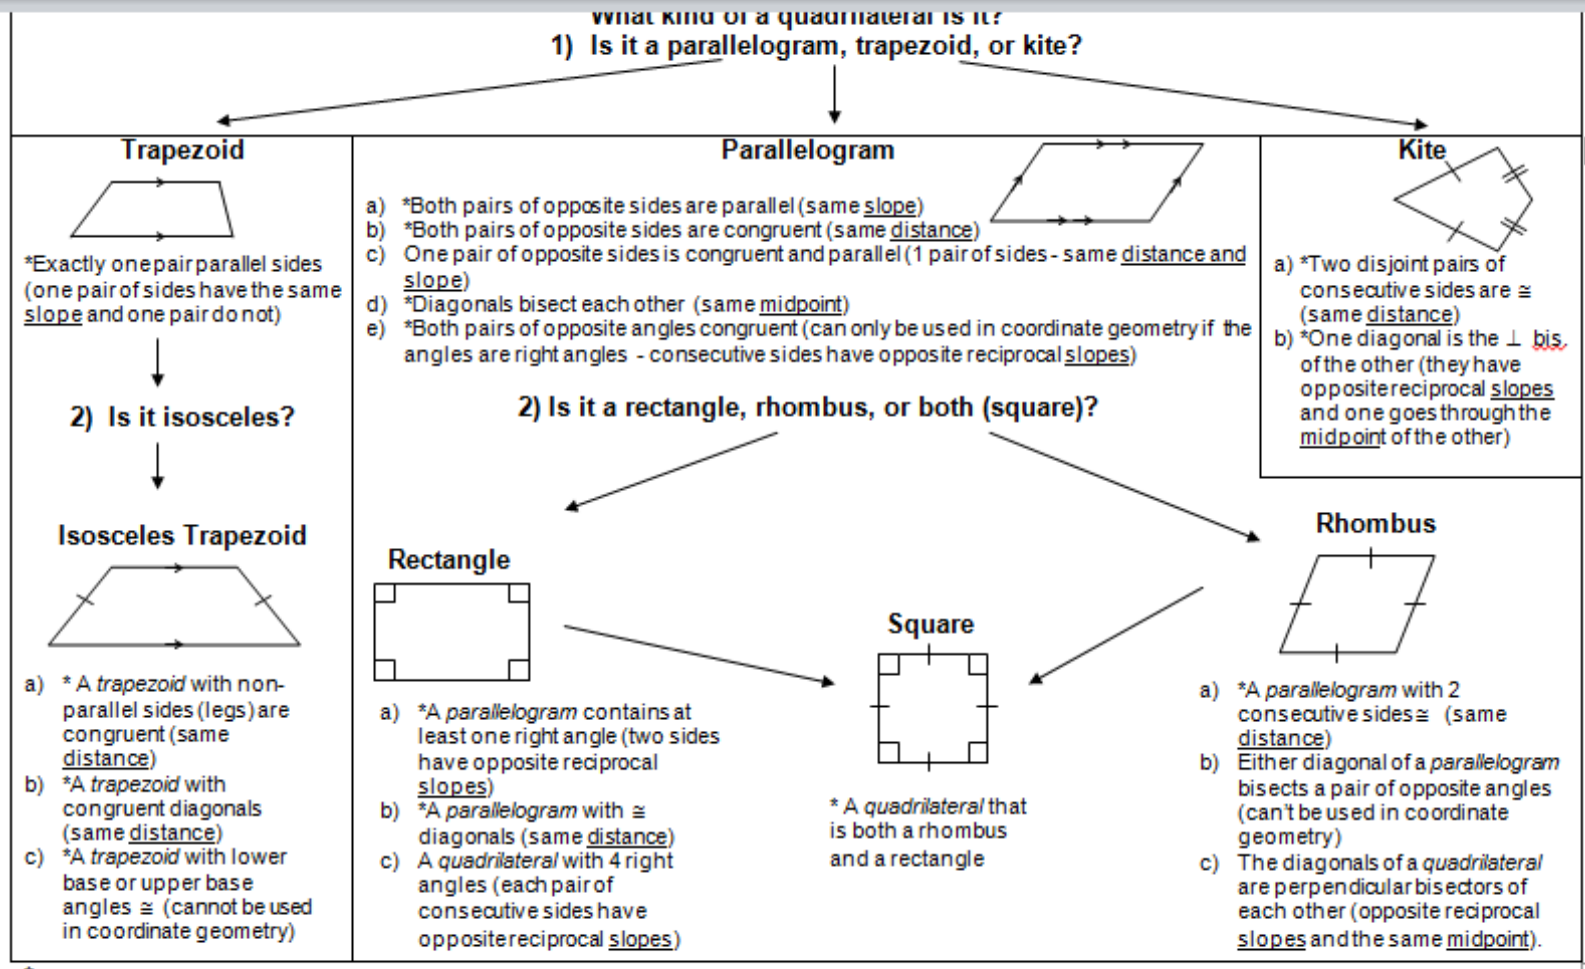 What kind of a quadrilateral is it?
1) Is it a parallelogram, trapezoid, or kite?
Trapezoid
*Exactly one pair parallel sides
(one pair of sides have the same
slope and one pair do not)
2) Is it isosceles?
Isosceles Trapezoid
a) * A trapezoid with non-
parallel sides (legs) are
congruent (same
distance)
b) *A trapezoid with
congruent diagonals
(same distance)
c) *A trapezoid with lower
base or upper base
angles ≅ (cannot be used
in coordinate geometry)
Parallelogram
a) *Both pairs of opposite sides are parallel (same slope)
b) *Both pairs of opposite sides are congruent (same distance)
c) One pair of opposite sides is congruent and parallel (1 pair of sides - same distance and
slope)
d) *Diagonals bisect each other (same midpoint)
e) *Both pairs of opposite angles congruent (can only be used in coordinate geometry if the
angles are right angles - consecutive sides have opposite reciprocal slopes)
2) Is it a rectangle, rhombus, or both (square)?
Rectangle
a) *A parallelogram contains at
least one right angle (two sides
have opposite reciprocal
slopes)
b) *A parallelogram with ≅
diagonals (same distance)
c) A quadrilateral with 4 right
angles (each pair of
consecutive sides have
opposite reciprocal slopes)
Square
* A quadrilateral that
is both a rhombus
and a rectangle
Rhombus
a) *A parallelogram with 2
consecutive sides ≅ (same
distance)
b) Either diagonal of a parallelogram
bisects a pair of opposite angles
(can't be used in coordinate
geometry)
c) The diagonals of a quadrilateral
are perpendicular bisectors of
each other (opposite reciprocal
slopes and the same midpoint).
Kite
a) *Two disjoint pairs of
consecutive sides are ≅
(same distance)
b) *One diagonal is the ⊥ bis.
of the other (they have
opposite reciprocal slopes
and one goes through the
midpoint of the other)